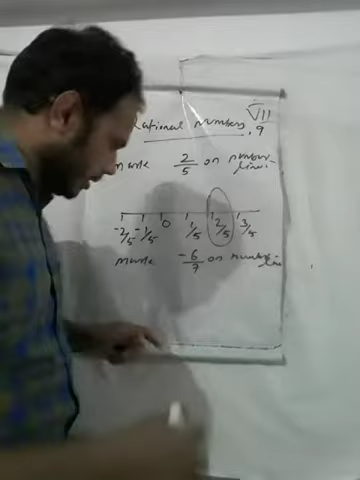 VII
Rational numbers, 9
mark 2/5 on number line
-2/5 -1/5 0 1/5 2/5 3/5
mark -6/7 on number line